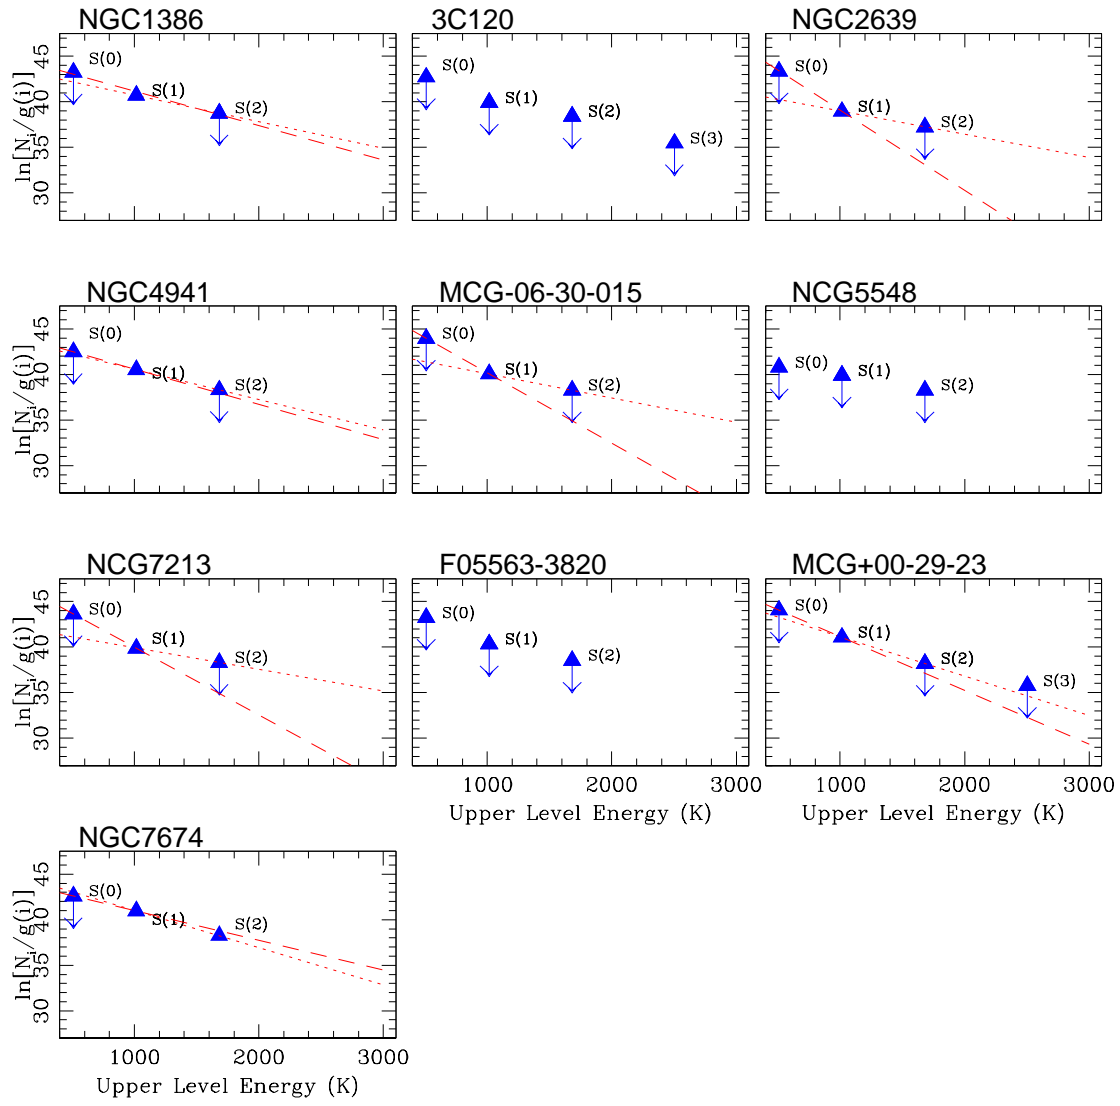 NGC1386
3C120
NGC2639
ln[N_i/g(i)]
45
40
35
30
S(0)
S(1)
S(2)
S(0)
S(1)
S(2)
S(3)
S(0)
S(1)
S(2)
NGC4941
MCG-06-30-015
NCG5548
ln[N_i/g(i)]
45
40
35
30
S(0)
S(1)
S(2)
S(0)
S(1)
S(2)
S(0)
S(1)
S(2)
NCG7213
F05563-3820
MCG+00-29-23
ln[N_i/g(i)]
45
40
35
30
S(0)
S(1)
S(2)
S(0)
S(1)
S(2)
S(0)
S(1)
S(2)
S(3)
1000 2000 3000
Upper Level Energy (K)
1000 2000 3000
Upper Level Energy (K)
NGC7674
ln[N_i/g(i)]
45
40
35
30
S(0)
S(1)
S(2)
1000 2000 3000
Upper Level Energy (K)